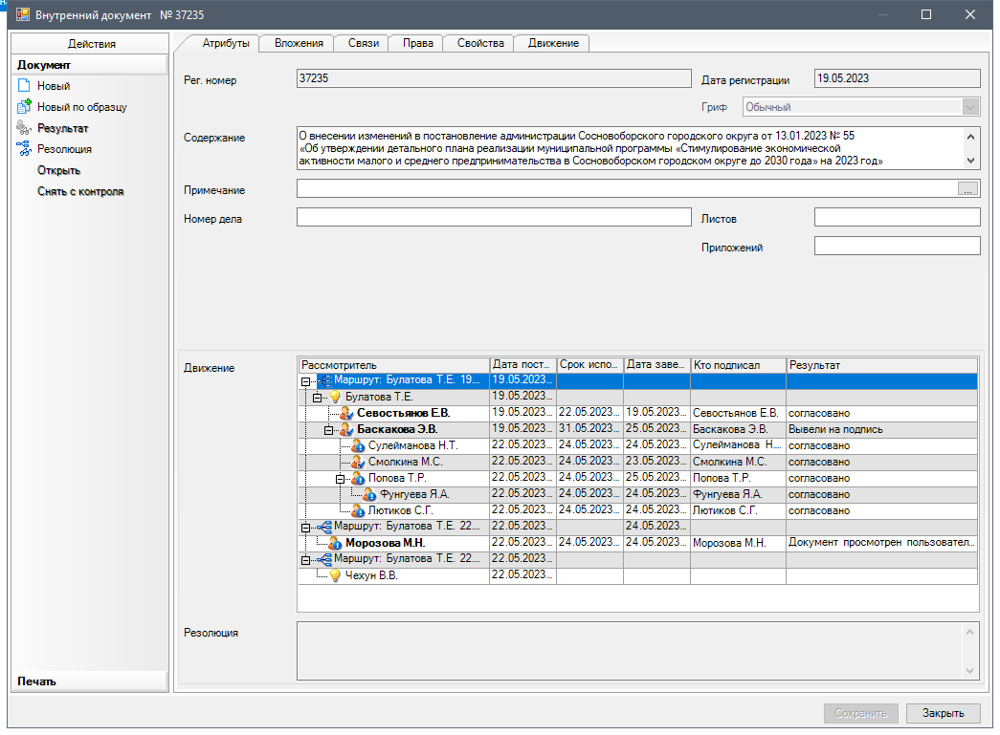 Внутренний документ № 37235
Действия
Документ
Новый
Новый по образцу
Результат
Резолюция
Открыть
Снять с контроля
Печать
Атрибуты Вложения Связи Права Свойства Движение
Рег. номер 37235 Дата регистрации 19.05.2023
Гриф Обычный
Содержание
О внесении изменений в постановление администрации Сосновоборского городского округа от 13.01.2023 № 55
«Об утверждении детального плана реализации муниципальной программы «Стимулирование экономической
активности малого и среднего предпринимательства в Сосновоборском городском округе до 2030 года» на 2023 год»
Примечание ...
Номер дела Листов
Приложений
Движение
Рассмотритель Дата пост... Срок испо... Дата заве... Кто подписал Результат
Маршрут: Булатова Т.Е. 19.... 19.05.2023...
Булатова Т.Е. 19.05.2023...
Севостьянов Е.В. 19.05.2023... 22.05.2023... 19.05.2023... Севостьянов Е.В. согласовано
Баскакова Э.В. 19.05.2023... 31.05.2023... 25.05.2023... Баскакова Э.В. Вывели на подпись
Сулейманова Н.Т. 22.05.2023... 24.05.2023... 24.05.2023... Сулейманова Н.... согласовано
Смолкина М.С. 22.05.2023... 24.05.2023... 23.05.2023... Смолкина М.С. согласовано
Попова Т.Р. 22.05.2023... 24.05.2023... 25.05.2023... Попова Т.Р. согласовано
Фунгуева Я.А. 22.05.2023... 24.05.2023... 24.05.2023... Фунгуева Я.А. согласовано
Лютиков С.Г. 22.05.2023... 24.05.2023... 24.05.2023... Лютиков С.Г. согласовано
Маршрут: Булатова Т.Е. 22.... 22.05.2023... 24.05.2023...
Морозова М.Н. 22.05.2023... 24.05.2023... 24.05.2023... Морозова М.Н. Документ просмотрен пользовател...
Маршрут: Булатова Т.Е. 22.... 22.05.2023...
Чехун В.В. 22.05.2023...
Резолюция
Сохранить Закрыть